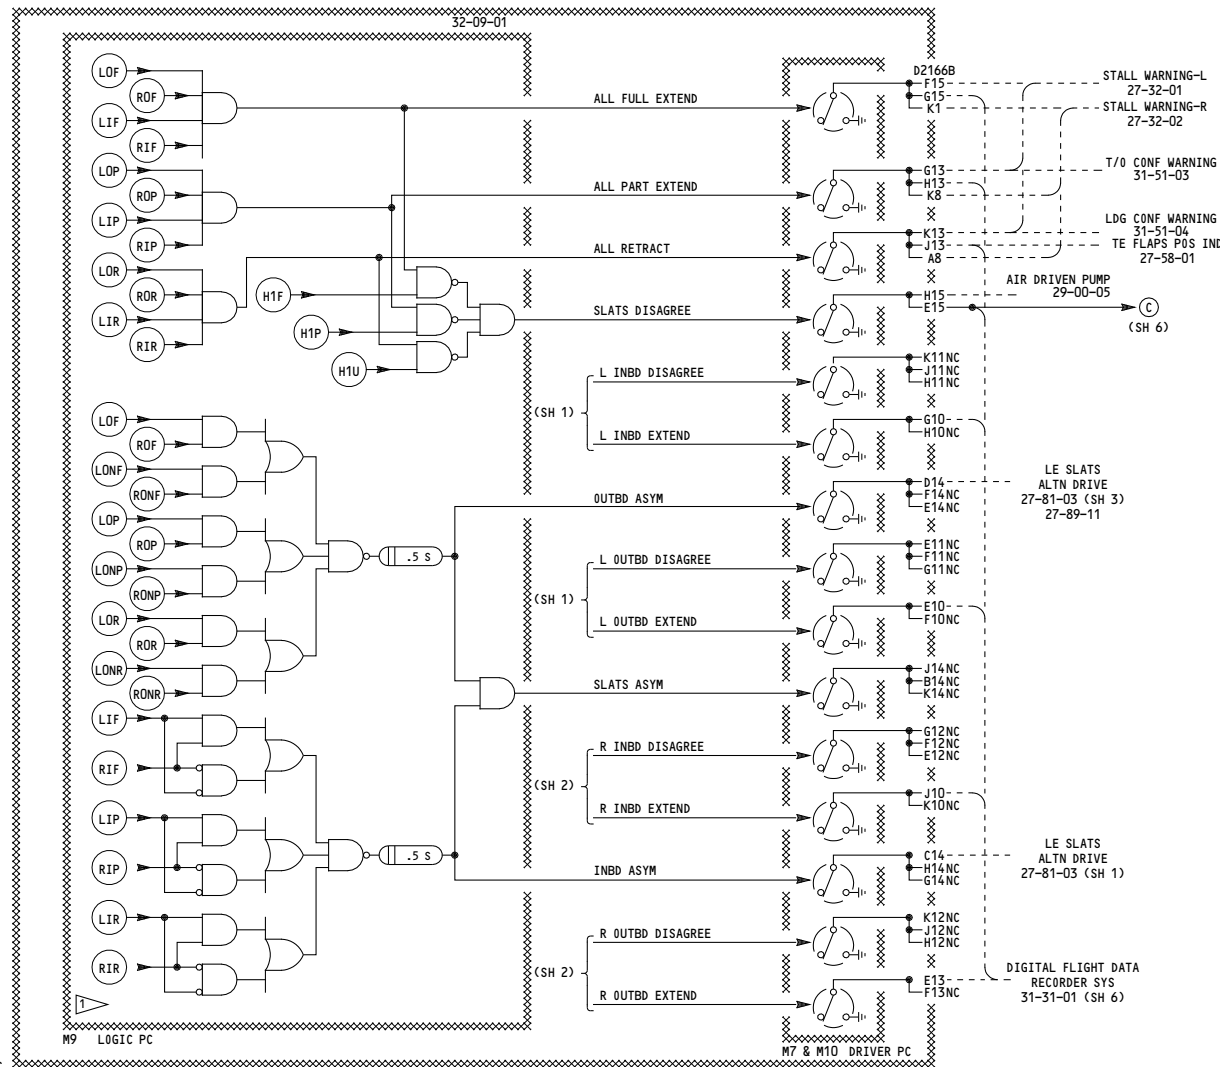 32-09-01
LOF
ROF
LIF
RIF
LOP
ROP
LIP
RIP
LOR
ROR
LIR
RIR
H1F
H1P
H1U
ALL FULL EXTEND
ALL PART EXTEND
ALL RETRACT
SLATS DISAGREE
(SH 1)
L INBD DISAGREE
L INBD EXTEND
OUTBD ASYM
(SH 1)
L OUTBD DISAGREE
L OUTBD EXTEND
SLATS ASYM
(SH 2)
R INBD DISAGREE
R INBD EXTEND
INBD ASYM
(SH 2)
R OUTBD DISAGREE
R OUTBD EXTEND
LOF
ROF
LONF
RONF
LOP
ROP
LONP
RONP
LOR
ROR
LONR
RONR
LIF
RIF
LIP
RIP
LIR
RIR
.5 S
.5 S
1
M9 LOGIC PC
M7 & M10 DRIVER PC
D2166B
F15
G15
K1
G13
H13
K8
K13
J13
A8
H15
E15
K11NC
J11NC
H11NC
G10
H10NC
D14
F14NC
E14NC
E11NC
F11NC
G11NC
E10
F10NC
J14NC
B14NC
K14NC
G12NC
F12NC
E12NC
J10
K10NC
C14
H14NC
G14NC
K12NC
J12NC
H12NC
E13
F13NC
STALL WARNING-L
27-32-01
STALL WARNING-R
27-32-02
T/O CONF WARNING
31-51-03
LDG CONF WARNING
31-51-04
TE FLAPS POS IND
27-58-01
AIR DRIVEN PUMP
29-00-05
C
(SH 6)
LE SLATS
ALTN DRIVE
27-81-03 (SH 3)
27-89-11
LE SLATS
ALTN DRIVE
27-81-03 (SH 1)
DIGITAL FLIGHT DATA
RECORDER SYS
31-31-01 (SH 6)